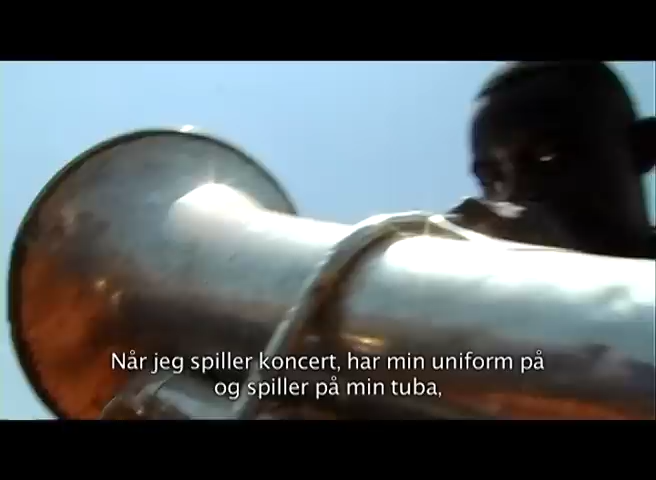 Når jeg spiller koncert, har min uniform på
og spiller på min tuba,